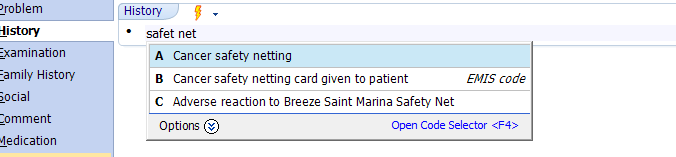 Problem
History
History
safet net
Examination
A Cancer safety netting
Family History
B Cancer safety netting card given to patient EMIS code
Social
C Adverse reaction to Breeze Saint Marina Safety Net
Comment
Options Open Code Selector <F4>
Medication